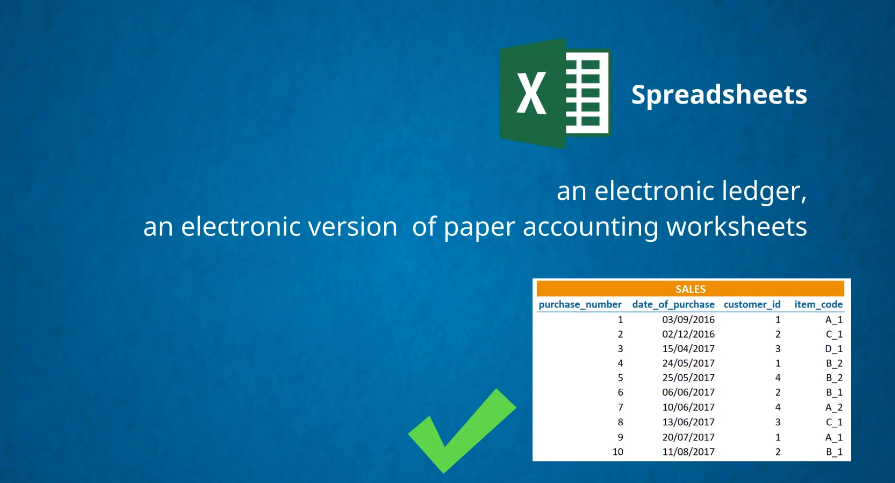 X
Spreadsheets
an electronic ledger,
an electronic version of paper accounting worksheets
SALES
purchase_number date_of_purchase customer_id item_code
1 03/09/2016 1 A_1
2 02/12/2016 2 C_1
3 15/04/2017 3 D_1
4 24/05/2017 1 B_2
5 25/05/2017 4 B_2
6 06/06/2017 2 B_1
7 10/06/2017 4 A_2
8 13/06/2017 3 C_1
9 20/07/2017 1 A_1
10 11/08/2017 2 B_1